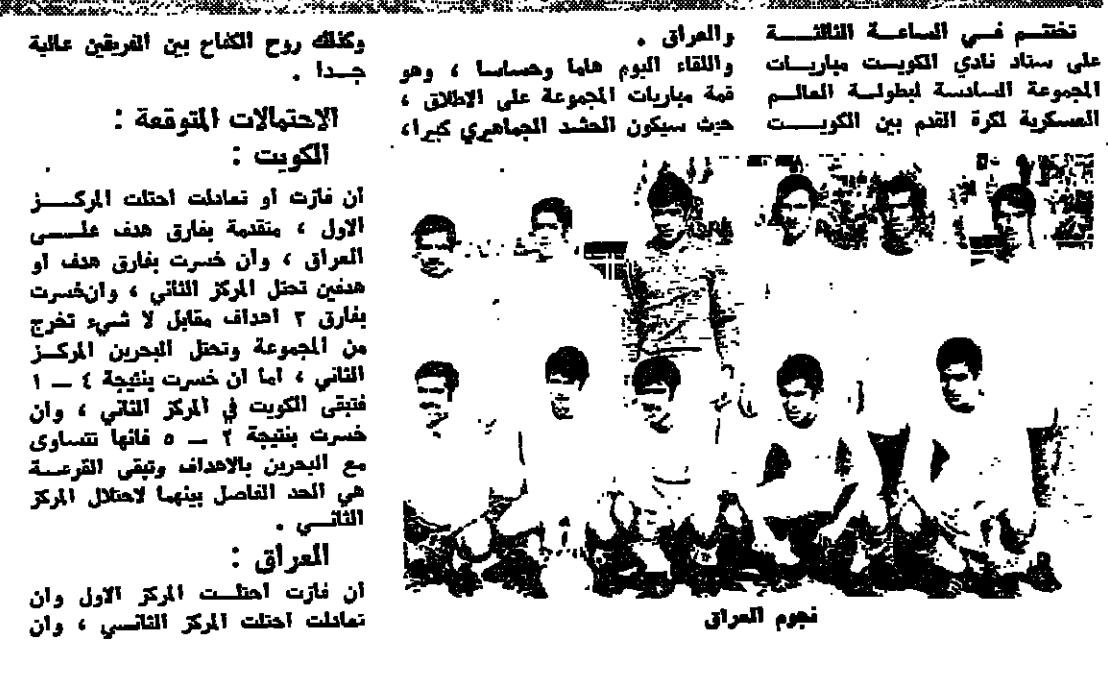 تختتم في الساعة الثالثة
على ستاد نادي الكويت مباريات
المجموعة السادسة لبطولة العالم
العسكرية لكرة القدم بين الكويت
والعراق .
واللقاء اليوم هاما وحساسا ، وهو
قمة مباريات المجموعة على الاطلاق ،
حيث سيكون الحشد الجماهيري كبيرا ،
وكذلك روح الكفاح بين الفريقين عالية
جدا .
الاحتمالات المتوقعة :
الكويت :
ان فازت او تعادلت احتلت المركز
الاول ، متقدمة بفارق هدف على
العراق ، وان خسرت بفارق هدف او
هدفين تحتل المركز الثاني ، وان خسرت
بفارق ٣ اهداف مقابل لا شيء تخرج
من المجموعة وتحتل البحرين المركز
الثاني ، اما ان خسرت بنتيجة ٤ — ١
فتبقى الكويت في المركز الثاني ، وان
خسرت بنتيجة ٢ — ٥ فانها تتساوى
مع البحرين بالاهداف وتبقى القرعة
هي الحد الفاصل بينهما لاحتلال المركز
الثاني .
العراق :
ان فازت احتلت المركز الاول وان
تعادلت احتلت المركز الثاني ، وان
نجوم العراق